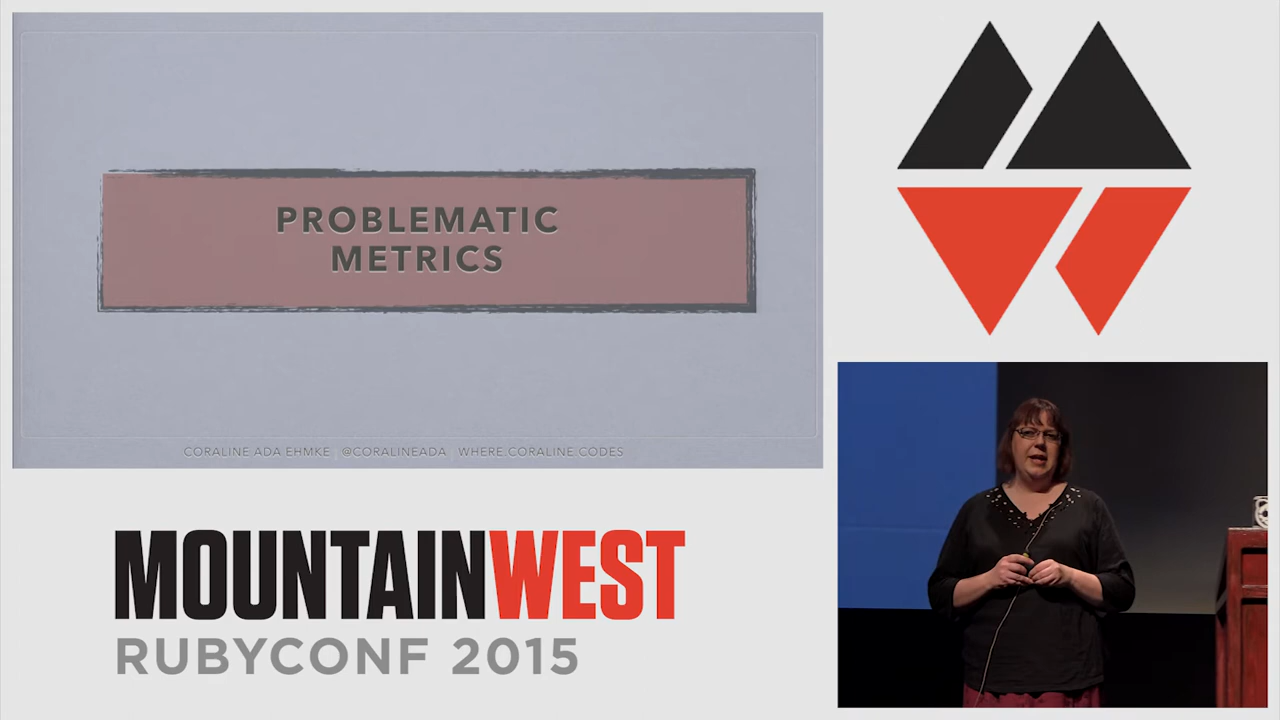 PROBLEMATIC
METRICS
CORALINE ADA EHMKE | @CORALINEADA | WHERE.CORALINE.CODES
MOUNTAINWEST
RUBYCONF 2015